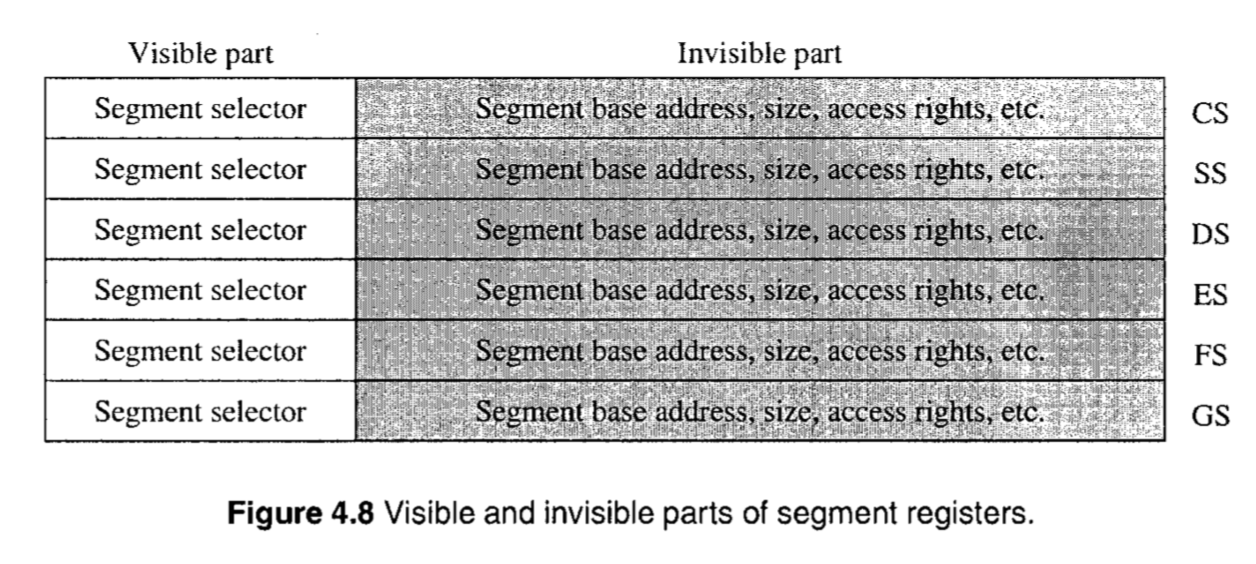 Visible part Invisible part
Segment selector Segment base address, size, access rights, etc. CS
Segment selector Segment base address, size, access rights, etc. SS
Segment selector Segment base address, size, access rights, etc. DS
Segment selector Segment base address, size, access rights, etc. ES
Segment selector Segment base address, size, access rights, etc. FS
Segment selector Segment base address, size, access rights, etc. GS
Figure 4.8 Visible and invisible parts of segment registers.